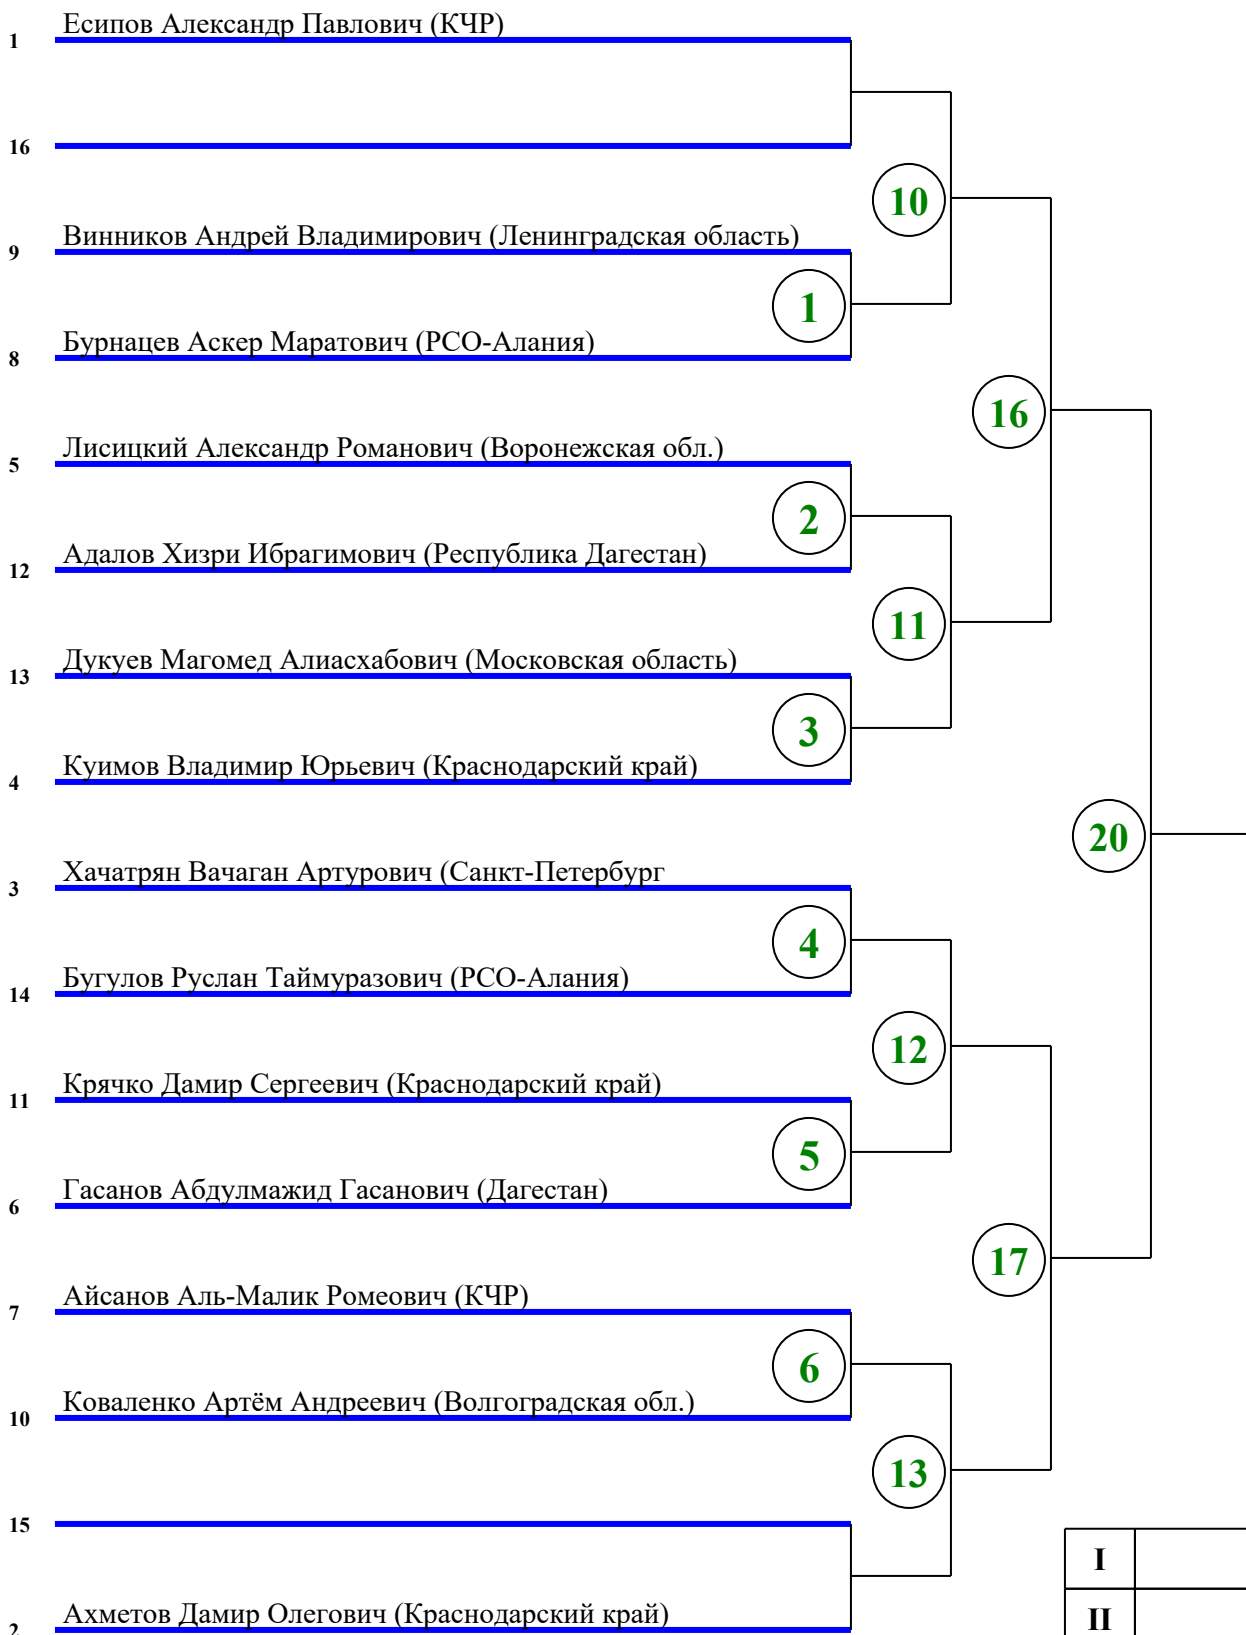 1 Есипов Александр Павлович (КЧР)
16
10
9 Винников Андрей Владимирович (Ленинградская область)
1
8 Бурнацев Аскер Маратович (РСО-Алания)
16
5 Лисицкий Александр Романович (Воронежская обл.)
2
12 Адалов Хизри Ибрагимович (Республика Дагестан)
11
13 Дукуев Магомед Алиасхабович (Московская область)
3
4 Куимов Владимир Юрьевич (Краснодарский край)
20
3 Хачатрян Вачаган Артурович (Санкт-Петербург
4
14 Бугулов Руслан Таймуразович (РСО-Алания)
12
11 Крячко Дамир Сергеевич (Краснодарский край)
5
6 Гасанов Абдулмажид Гасанович (Дагестан)
17
7 Айсанов Аль-Малик Ромеович (КЧР)
6
10 Коваленко Артём Андреевич (Волгоградская обл.)
13
15
I
2 Ахметов Дамир Олегович (Краснодарский край)
II